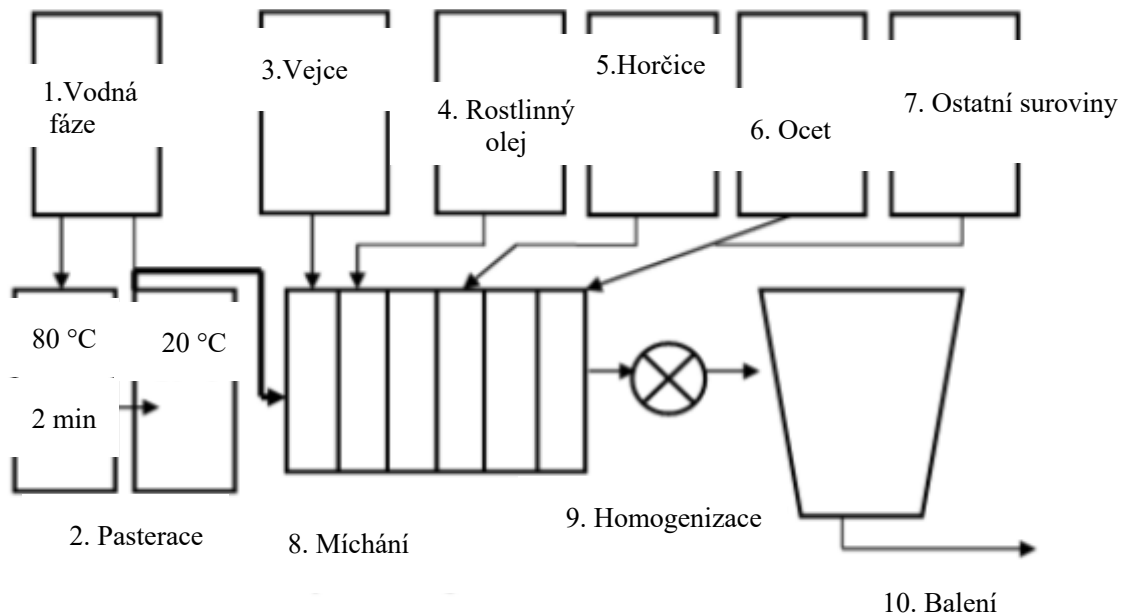 1.Vodná
fáze
3.Vejce
4. Rostlinný
olej
5.Horčice
6. Ocet
7. Ostatní suroviny
80 °C
20 °C
2 min
2. Pasterace
8. Míchání
9. Homogenizace
10. Balení